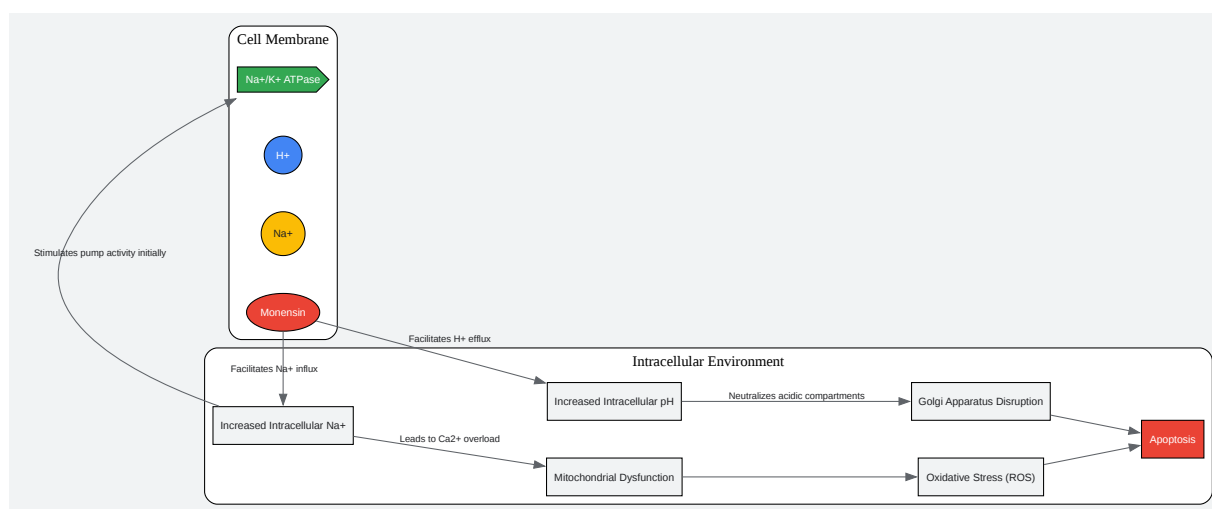 Cell Membrane
Na+/K+ ATPase
H+
Na+
Stimulates pump activity initially
Monensin
Facilitates H+ efflux
Facilitates Na+ influx
Intracellular Environment
Increased Intracellular pH
Neutralizes acidic compartments
Golgi Apparatus Disruption
Increased Intracellular Na+
Leads to Ca2+ overload
Apoptosis
Mitochondrial Dysfunction
Oxidative Stress (ROS)